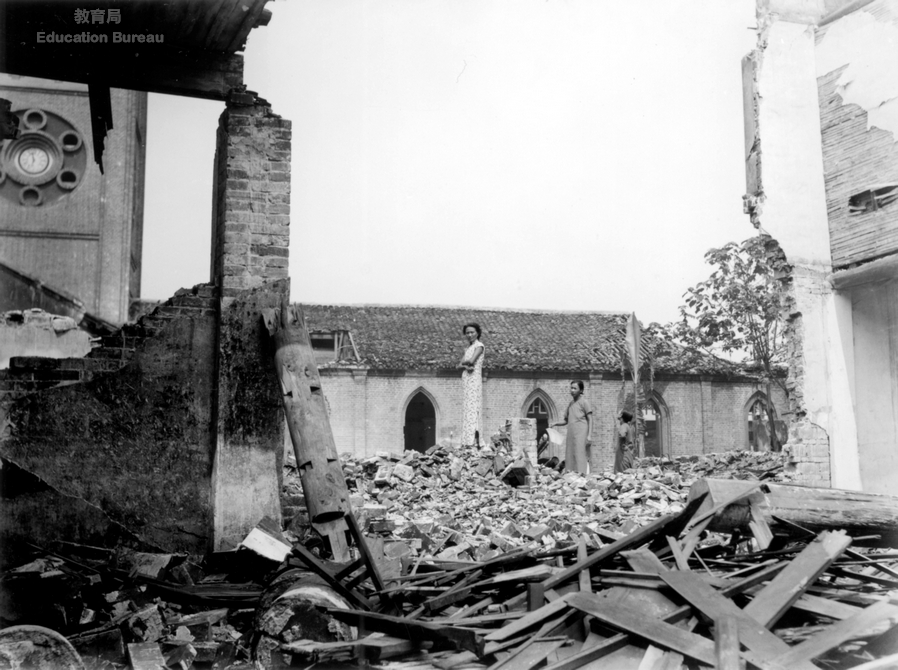 教育局
Education Bureau